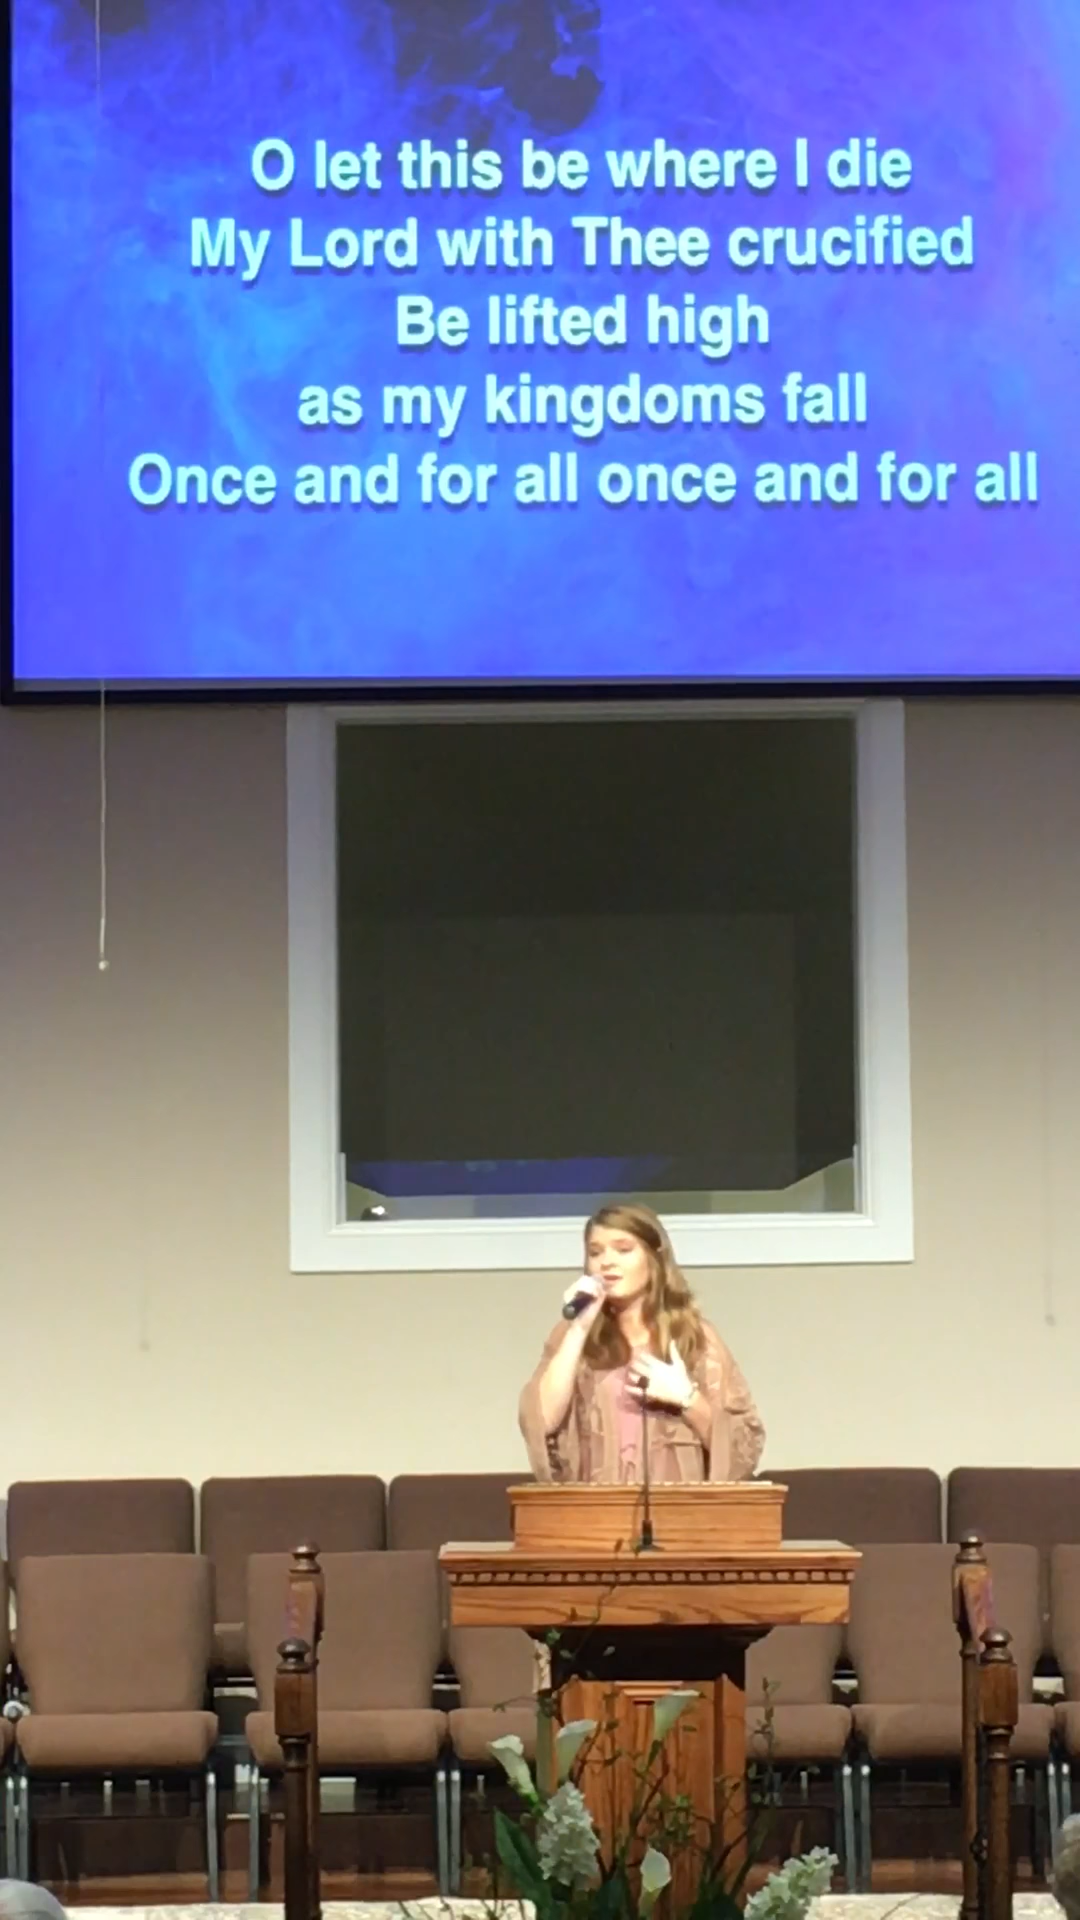 O let this be where I die
My Lord with Thee crucified
Be lifted high
as my kingdoms fall
Once and for all once and for all